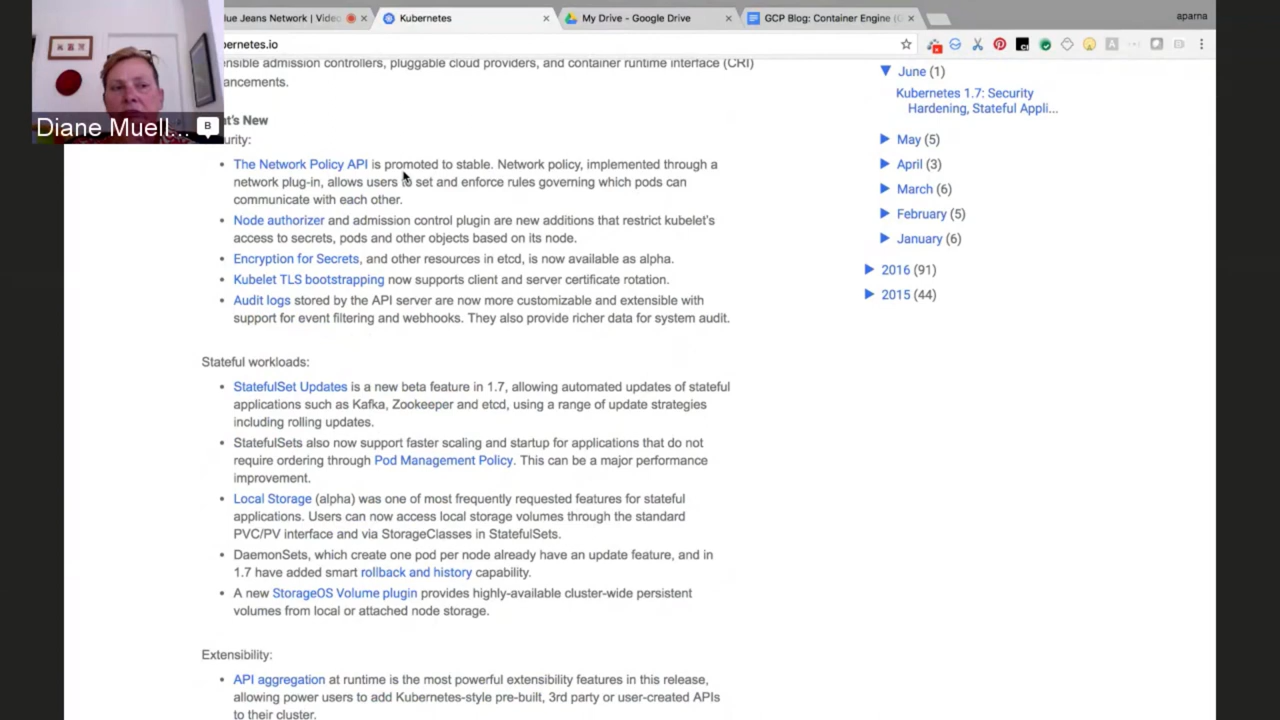 lue Jeans Network | Video
Kubernetes
My Drive - Google Drive
GCP Blog: Container Engine (
aparna
bernetes.io
ensible admission controllers, pluggable cloud providers, and container runtime interface (CRI)
ancements.
Diane Muell...
B
t's New
urity:
• The Network Policy API is promoted to stable. Network policy, implemented through a
network plug-in, allows users to set and enforce rules governing which pods can
communicate with each other.
• Node authorizer and admission control plugin are new additions that restrict kubelet's
access to secrets, pods and other objects based on its node.
• Encryption for Secrets, and other resources in etcd, is now available as alpha.
• Kubelet TLS bootstrapping now supports client and server certificate rotation.
• Audit logs stored by the API server are now more customizable and extensible with
support for event filtering and webhooks. They also provide richer data for system audit.
Stateful workloads:
• StatefulSet Updates is a new beta feature in 1.7, allowing automated updates of stateful
applications such as Kafka, Zookeeper and etcd, using a range of update strategies
including rolling updates.
• StatefulSets also now support faster scaling and startup for applications that do not
require ordering through Pod Management Policy. This can be a major performance
improvement.
• Local Storage (alpha) was one of most frequently requested features for stateful
applications. Users can now access local storage volumes through the standard
PVC/PV interface and via StorageClasses in StatefulSets.
• DaemonSets, which create one pod per node already have an update feature, and in
1.7 have added smart rollback and history capability.
• A new StorageOS Volume plugin provides highly-available cluster-wide persistent
volumes from local or attached node storage.
Extensibility:
• API aggregation at runtime is the most powerful extensibility features in this release,
allowing power users to add Kubernetes-style pre-built, 3rd party or user-created APIs
to their cluster.
June (1)
Kubernetes 1.7: Security
Hardening, Stateful Appli...
May (5)
April (3)
March (6)
February (5)
January (6)
2016 (91)
2015 (44)